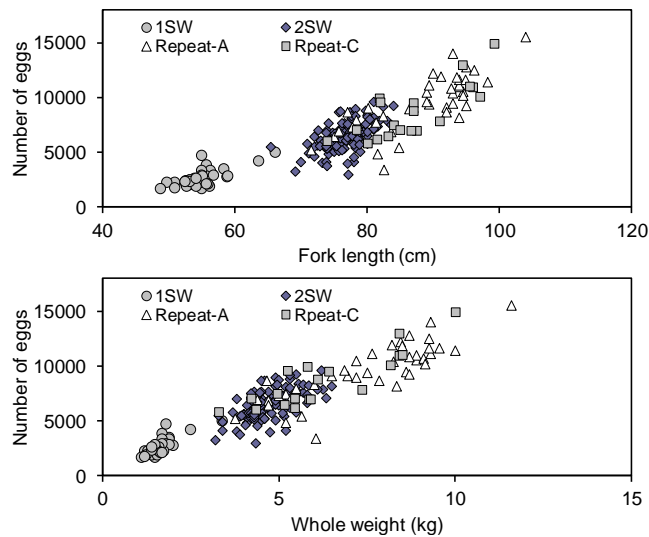 15000
10000
5000
0
Number of eggs
1SW 2SW
Repeat-A Rpeat-C
40 60 80 100 120
Fork length (cm)
15000
10000
5000
0
Number of eggs
1SW 2SW
Repeat-A Rpeat-C
0 5 10 15
Whole weight (kg)